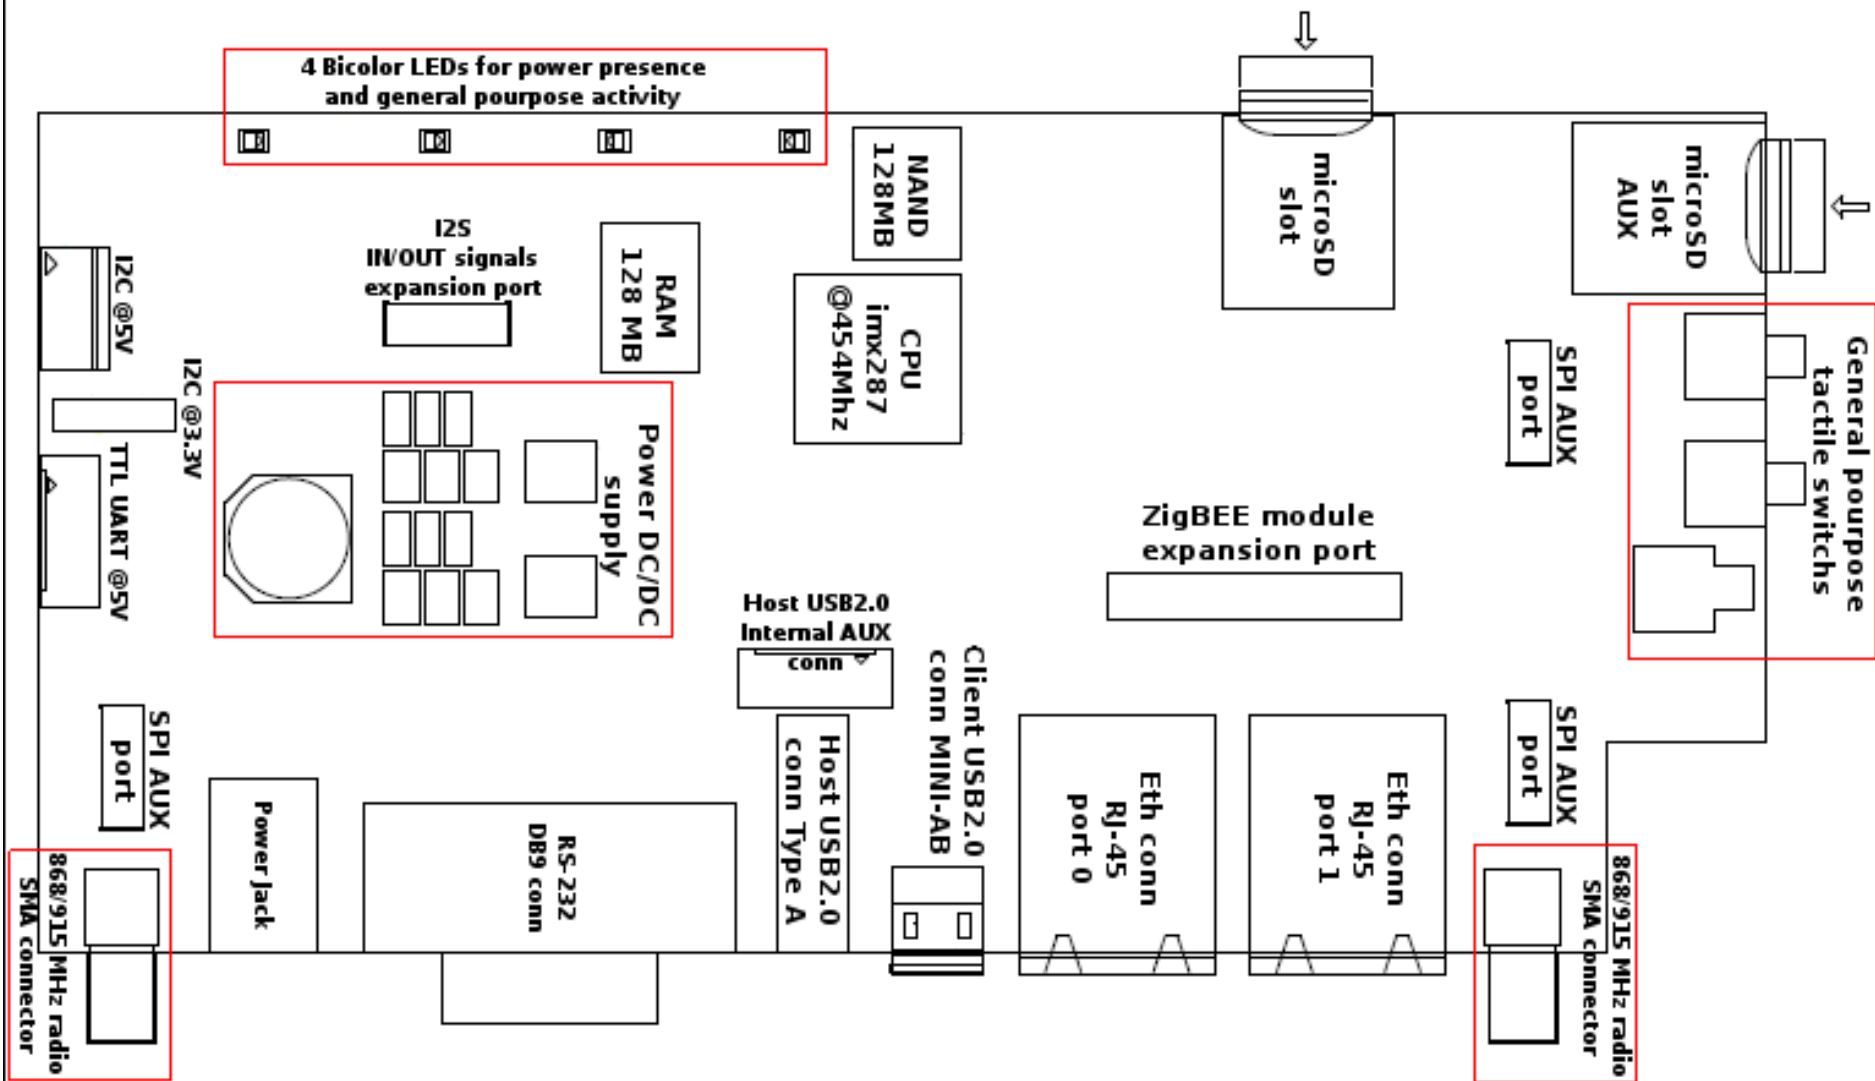 4 Bicolor LEDs for power presence
and general pourpose activity
NAND
128MB
microSD
slot
microSD
slot
AUX
I2S
IN/OUT signals
expansion port
RAM
128 MB
CPU
imx287
@454Mhz
I2C @5V
I2C @3.3V
TTL UART @5V
Power DC/DC
supply
SPI AUX
port
General pourpose
tactile switchs
ZigBEE module
expansion port
Host USB2.0
Internal AUX
conn
Client USB2.0
conn MINI-AB
SPI AUX
port
Power Jack
RS-232
DB9 conn
Host USB2.0
conn Type A
Eth conn
RJ-45
port 0
Eth conn
RJ-45
port 1
SPI AUX
port
868/915 MHz radio
SMA connector
868/915 MHz radio
SMA connector